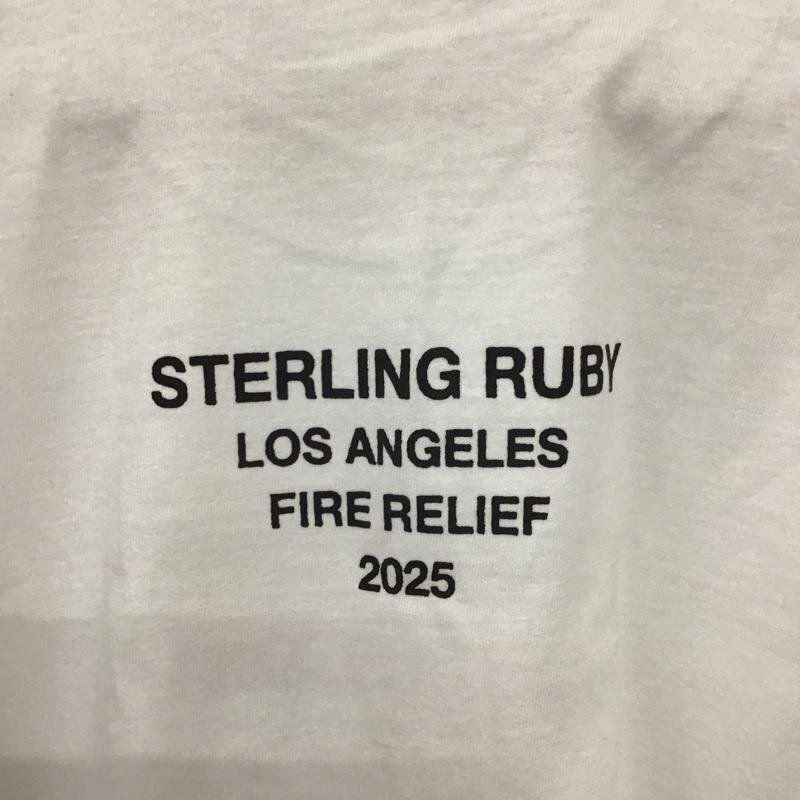 STERLING RUBY
LOS ANGELES
FIRE RELIEF
2025